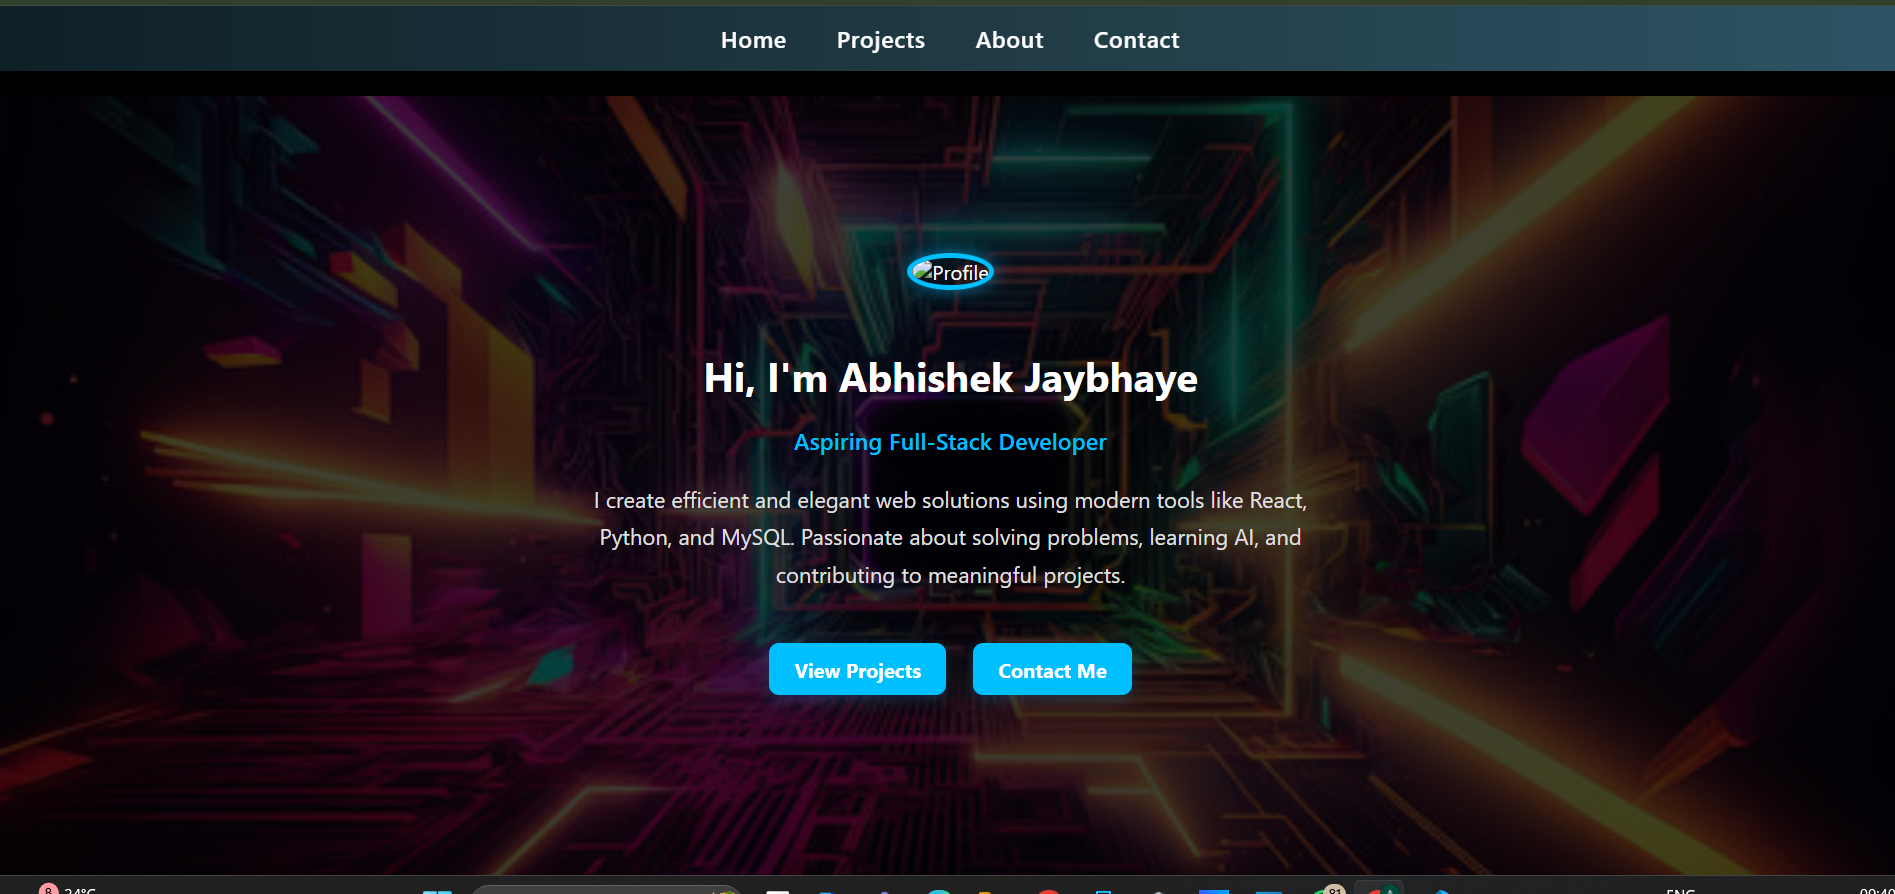 Home Projects About Contact
Profile
Hi, I'm Abhishek Jaybhaye
Aspiring Full-Stack Developer
I create efficient and elegant web solutions using modern tools like React,
Python, and MySQL. Passionate about solving problems, learning AI, and
contributing to meaningful projects.
View Projects Contact Me